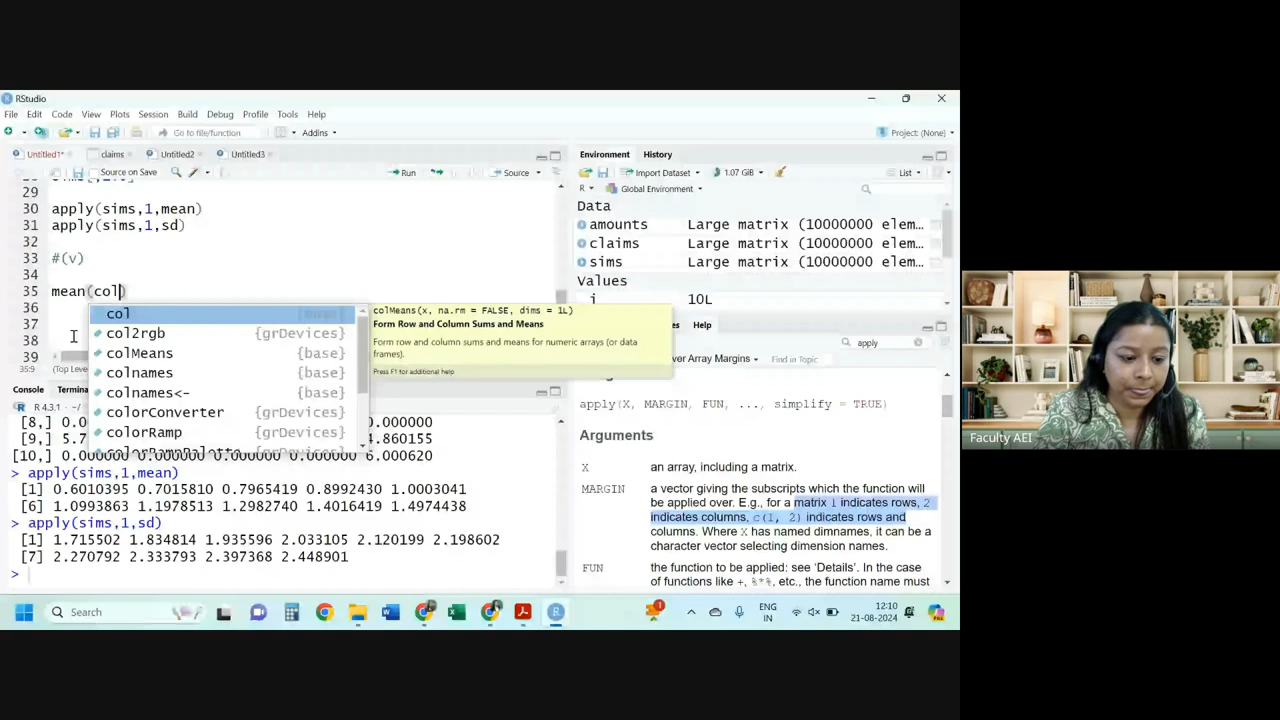 RStudio
File Edit Code View Plots Session Build Debug Profile Tools Help
Go to file/function
Addins
Project: (None)
Untitled1*
claims
Untitled2
Untitled3
Source on Save
Run
Source
29
30 apply(sims,1,mean)
31 apply(sims,1,sd)
32
33 #(v)
34
35 mean(col)
36
37
38
39
35:9
(Top Level
col {base}
col2rgb {grDevices}
colMeans {base}
colnames {base}
colnames<- {base}
colorConverter {grDevices}
colorRamp {grDevices}
colMeans(x, na.rm = FALSE, dims = 1L)
Form Row and Column Sums and Means
Form row and column sums and means for numeric arrays (or data
frames).
Press F1 for additional help
Console
R 4.3.1 · ~/
[10,] 0.000000 6.000620
> apply(sims,1,mean)
[1] 0.6010395 0.7015810 0.7965419 0.8992430 1.0003041
[6] 1.0993863 1.1978513 1.2982740 1.4016419 1.4974438
> apply(sims,1,sd)
[1] 1.715502 1.834814 1.935596 2.033105 2.120199 2.198602
[7] 2.270792 2.333793 2.397368 2.448901
>
Environment
History
Import Dataset
1.07 GiB
List
R
Global Environment
Data
amounts Large matrix (10000000 elem…
claims Large matrix (10000000 elem…
sims Large matrix (10000000 elem…
Values
i 10L
Help
apply
er Array Margins
Find in Topic
apply(X, MARGIN, FUN, ..., simplify = TRUE)
Arguments
X an array, including a matrix.
MARGIN a vector giving the subscripts which the function will
be applied over. E.g., for a matrix 1 indicates rows, 2
indicates columns, c(1, 2) indicates rows and
columns. Where X has named dimnames, it can be a
character vector selecting dimension names.
FUN the function to be applied: see ‘Details’. In the case
of functions like +, %*%, etc., the function name must
Search
ENG
IN
12:10
21-08-2024
Faculty AEI